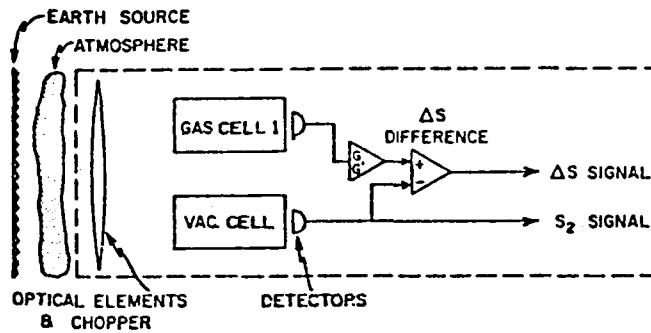 EARTH SOURCE
ATMOSPHERE
GAS CELL 1
ΔS
DIFFERENCE
+
−
ΔS SIGNAL
VAC. CELL
S₂ SIGNAL
OPTICAL ELEMENTS
& CHOPPER
DETECTORS